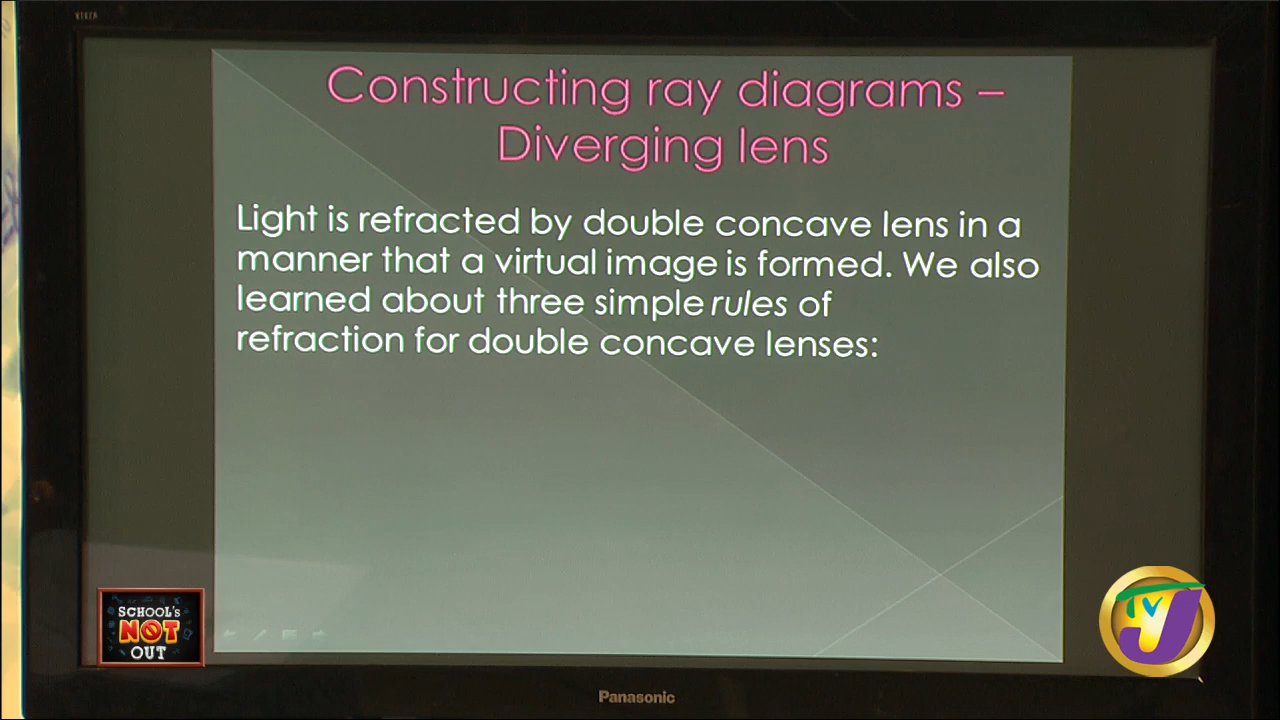 Constructing ray diagrams –
Diverging lens
Light is refracted by double concave lens in a
manner that a virtual image is formed. We also
learned about three simple rules of
refraction for double concave lenses:
SCHOOL'S
NOT
OUT
TVJ
Panasonic